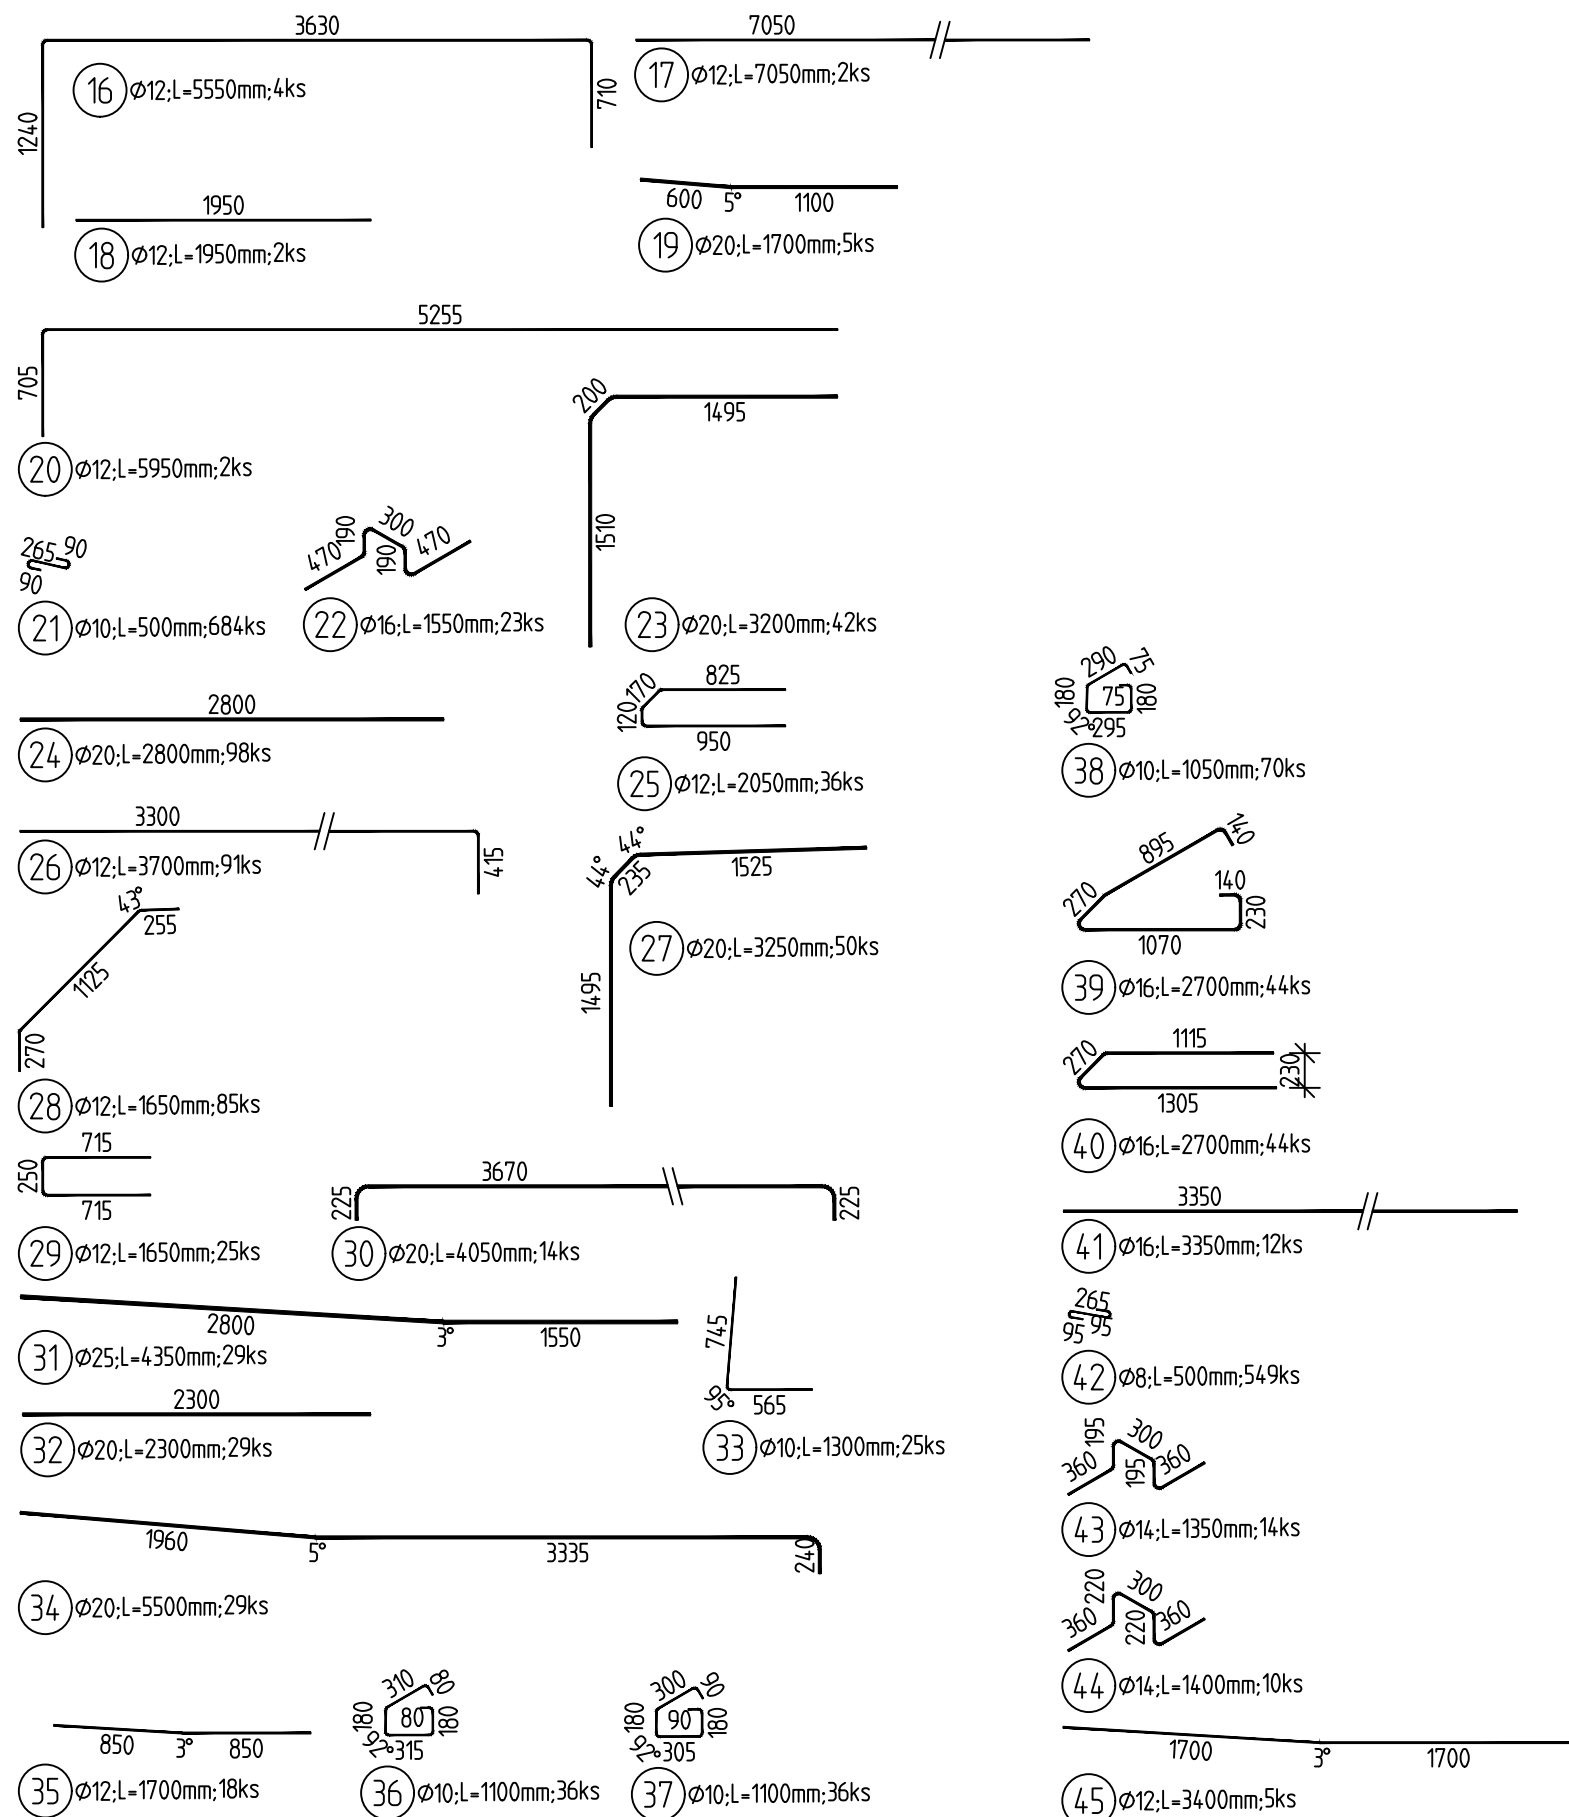 3630
1240
710
16 Ø12;L=5550mm;4ks
7050
17 Ø12;L=7050mm;2ks
1950
18 Ø12;L=1950mm;2ks
600 5° 1100
19 Ø20;L=1700mm;5ks
5255
705
20 Ø12;L=5950mm;2ks
265 90
90
21 Ø10;L=500mm;684ks
470 190 300 190 470
22 Ø16;L=1550mm;23ks
200
1495
1510
23 Ø20;L=3200mm;42ks
2800
24 Ø20;L=2800mm;98ks
825
170
120
950
25 Ø12;L=2050mm;36ks
3300
415
26 Ø12;L=3700mm;91ks
44° 44°
235
1525
1495
27 Ø20;L=3250mm;50ks
43°
255
1125
270
28 Ø12;L=1650mm;85ks
715
250
715
29 Ø12;L=1650mm;25ks
3670
225 225
30 Ø20;L=4050mm;14ks
2800 3° 1550
31 Ø25;L=4350mm;29ks
2300
32 Ø20;L=2300mm;29ks
745
95° 565
33 Ø10;L=1300mm;25ks
1960 5° 3335 240
34 Ø20;L=5500mm;29ks
850 3° 850
35 Ø12;L=1700mm;18ks
310 80
180 80 180
92° 315
36 Ø10;L=1100mm;36ks
300 90
180 90 180
92° 305
37 Ø10;L=1100mm;36ks
290 75
180 75 180
92° 295
38 Ø10;L=1050mm;70ks
895 140
140
270 230
1070
39 Ø16;L=2700mm;44ks
1115
270 230
1305
40 Ø16;L=2700mm;44ks
3350
41 Ø16;L=3350mm;12ks
265
95 95
42 Ø8;L=500mm;549ks
195 300
360 195 360
43 Ø14;L=1350mm;14ks
220 300
360 220 360
44 Ø14;L=1400mm;10ks
1700 3° 1700
45 Ø12;L=3400mm;5ks